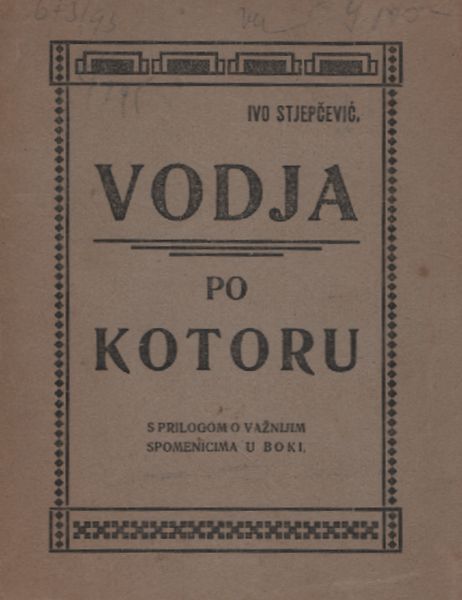 IVO STJEPČEVIĆ.
VODJA
PO
KOTORU
S PRILOGOM O VAŽNIJIM
SPOMENICIMA U BOKI.